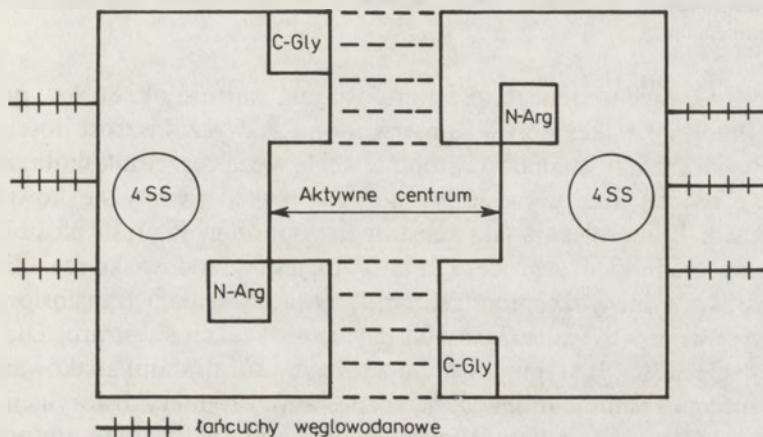 C-Gly
N-Arg
4SS
Aktywne centrum
4SS
N-Arg
C-Gly
łańcuchy węglowodanowe